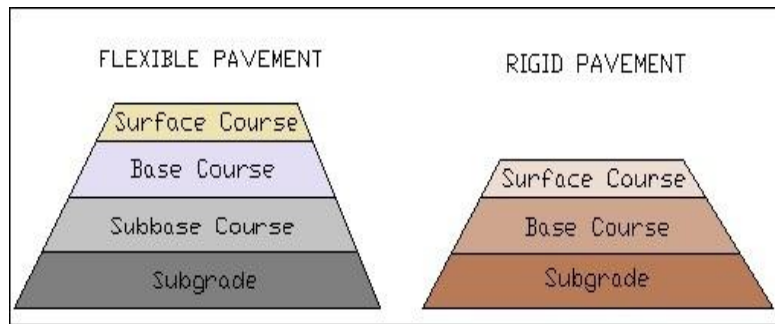 FLEXIBLE PAVEMENT
Surface Course
Base Course
Subbase Course
Subgrade
RIGID PAVEMENT
Surface Course
Base Course
Subgrade